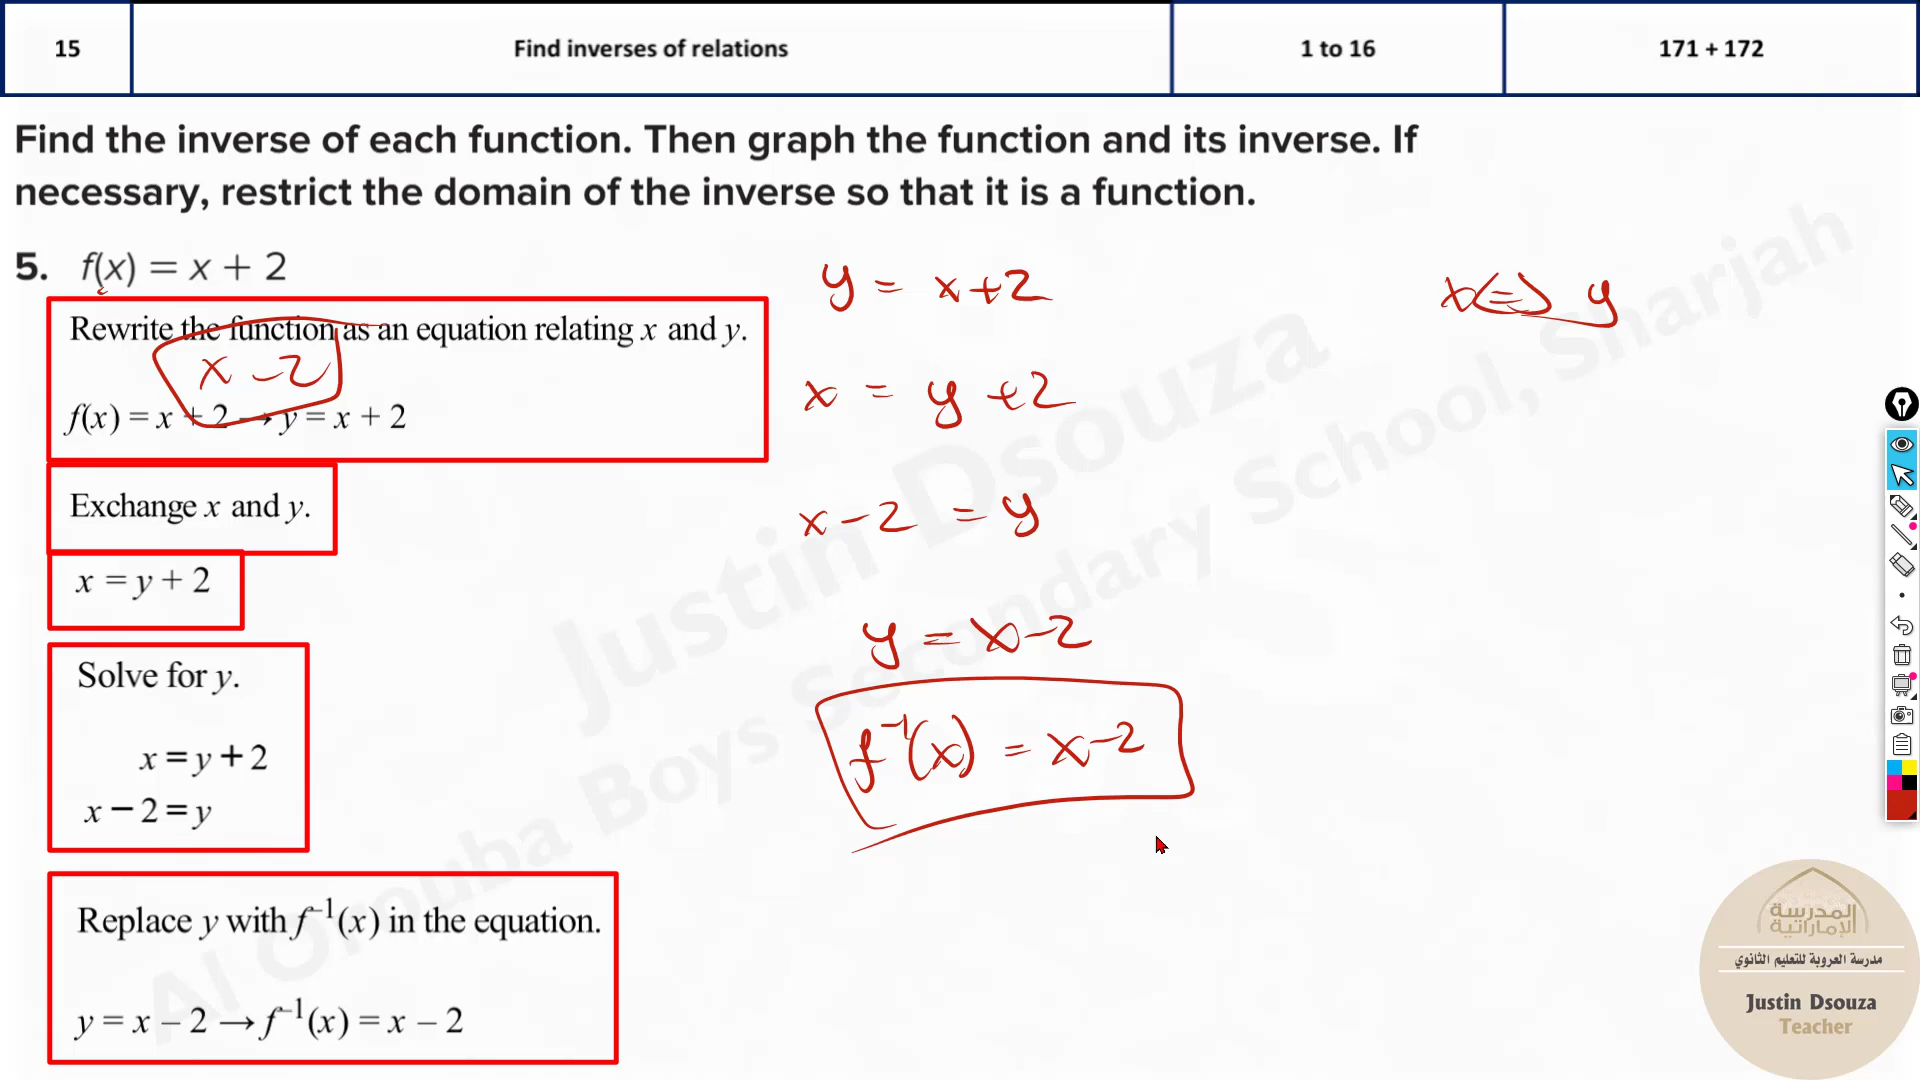 15 Find inverses of relations 1 to 16 171 + 172
Find the inverse of each function. Then graph the function and its inverse. If
necessary, restrict the domain of the inverse so that it is a function.
5. f(x) = x + 2
Rewrite the function as an equation relating x and y.
x - 2
f(x) = x + 2 → y = x + 2
Exchange x and y.
x = y + 2
Solve for y.
x = y + 2
x − 2 = y
Replace y with f⁻¹(x) in the equation.
y = x – 2 → f⁻¹(x) = x – 2
y = x+2
x = y +2
x - 2 = y
y = x - 2
f⁻¹(x) = x - 2
x <=> y
Justin Dsouza
Al Orouba Boys Secondary School, Sharjah
المدرسة
الإماراتية
مدرسة العروبة للتعليم الثانوي
Justin Dsouza
Teacher